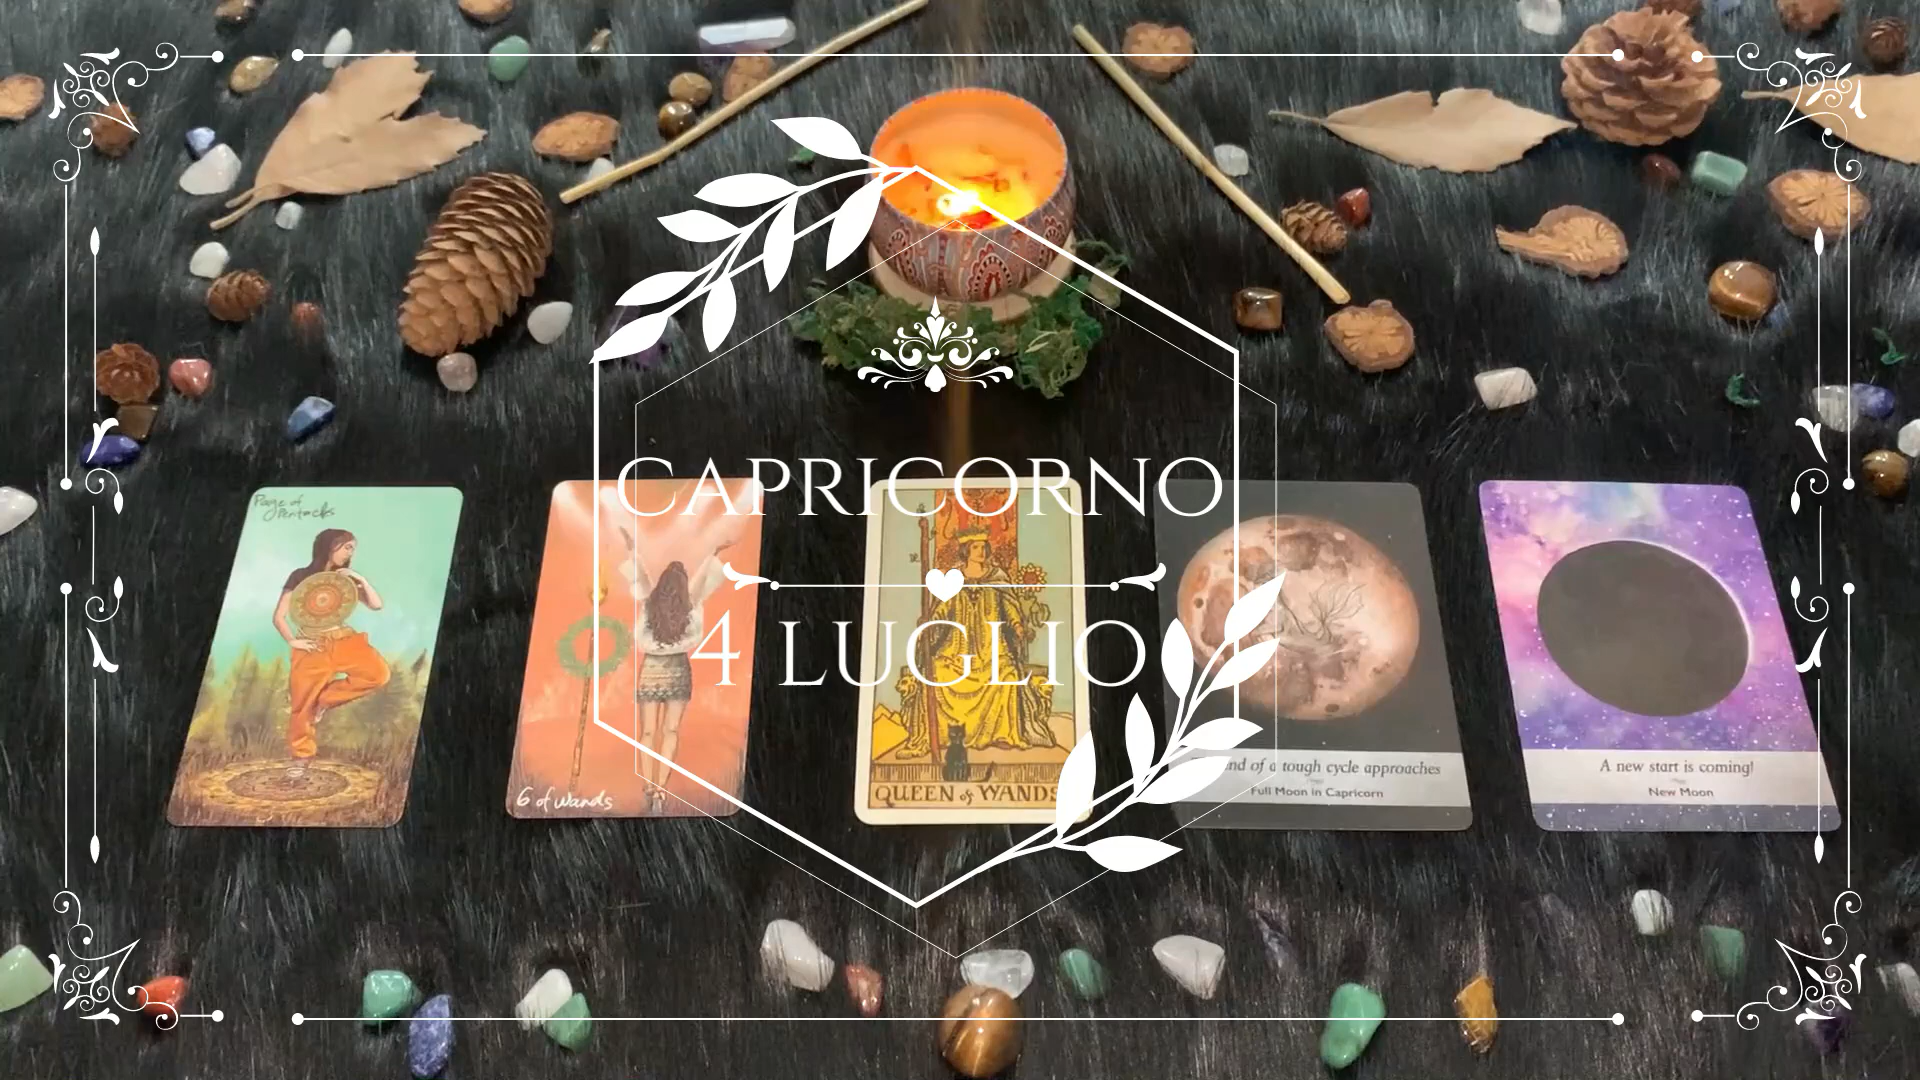 CAPRICORNO
4 LUGLIO
Page of
Pentacks
6 of wands
QUEEN of WANDS
of a tough cycle approaches
Full Moon in Capricorn
A new start is coming!
New Moon